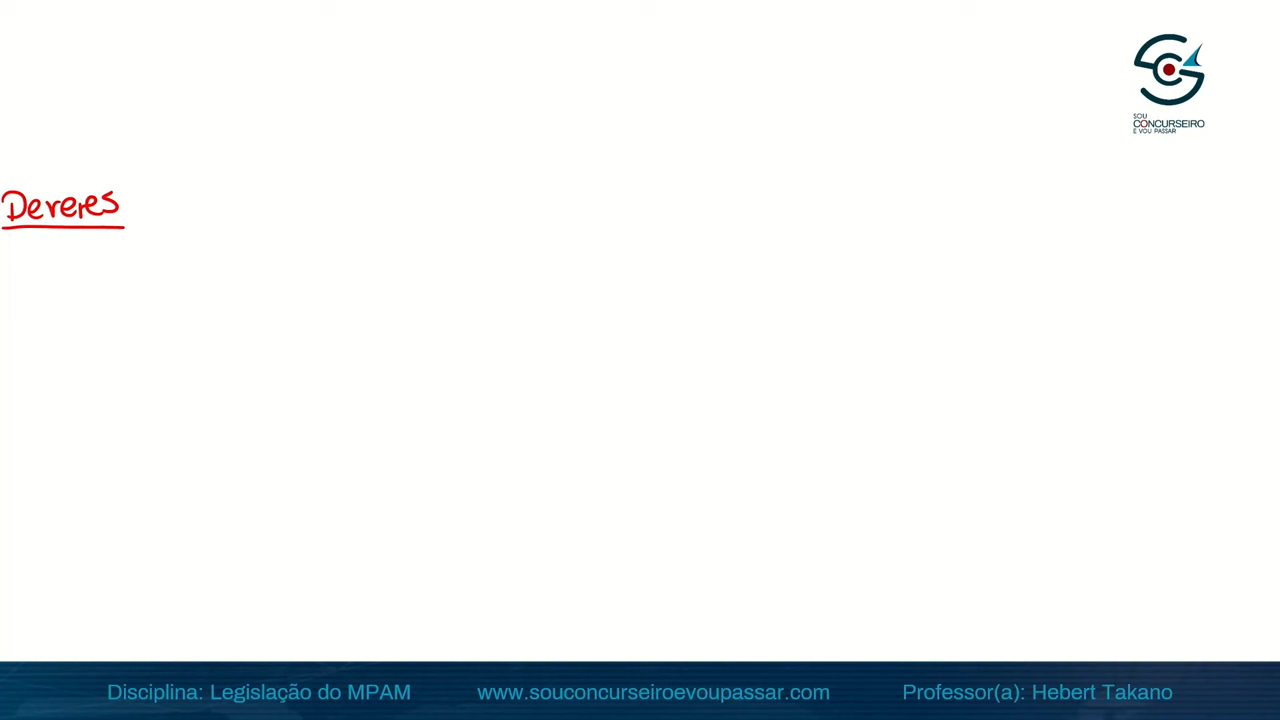 SOU
CONCURSEIRO
E VOU PASSAR
Deveres
Disciplina: Legislação do MPAM
www.souconcurseiroevoupassar.com
Professor(a): Hebert Takano